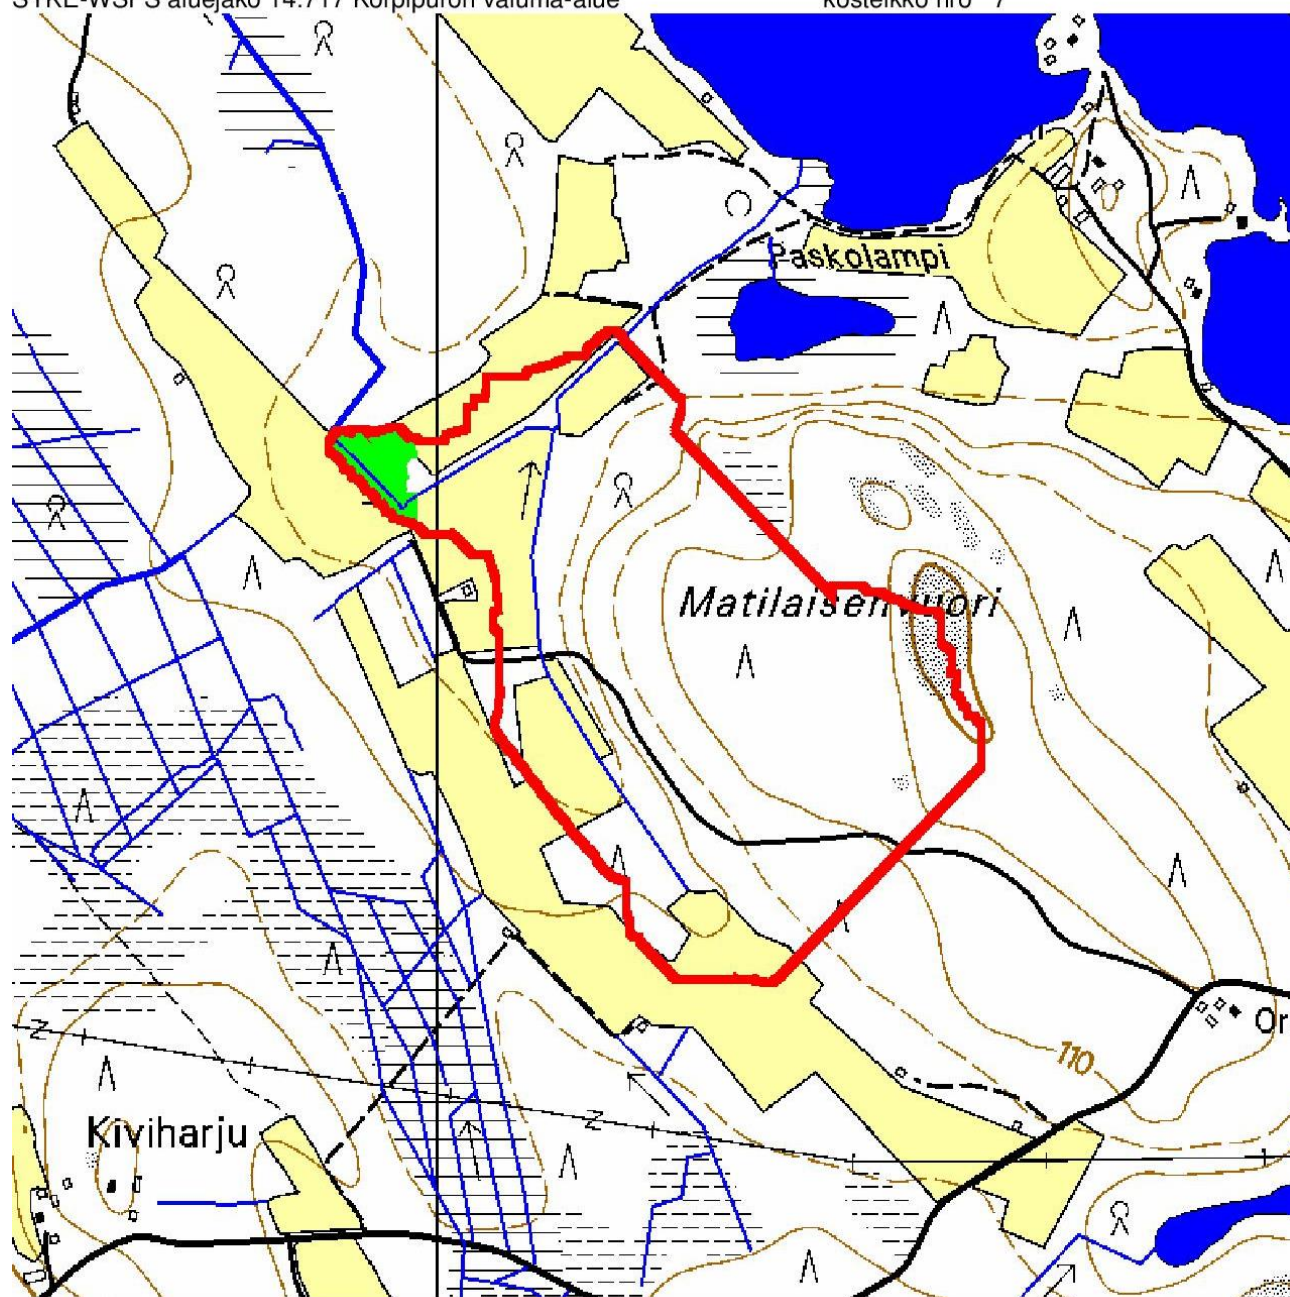 SYKE-WSFS aluejako 14.717 Korpipuron valuma-alue kosteikko nro 7
Paskolampi
Matilaisenvuori
110
Or
Kiviharju